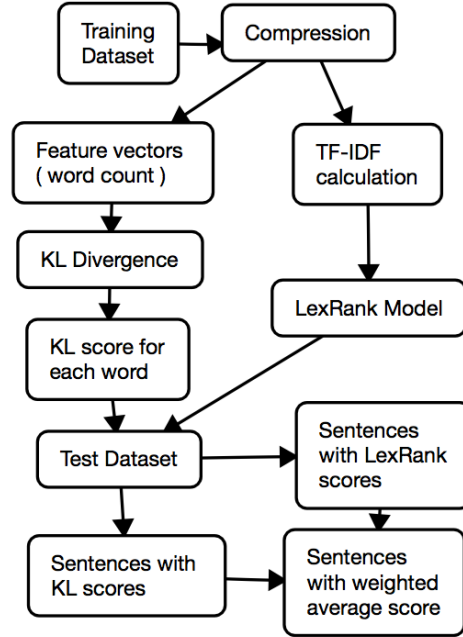 Training
Dataset
Compression
Feature vectors
( word count )
TF-IDF
calculation
KL Divergence
LexRank Model
KL score for
each word
Test Dataset
Sentences
with LexRank
scores
Sentences with
KL scores
Sentences
with weighted
average score